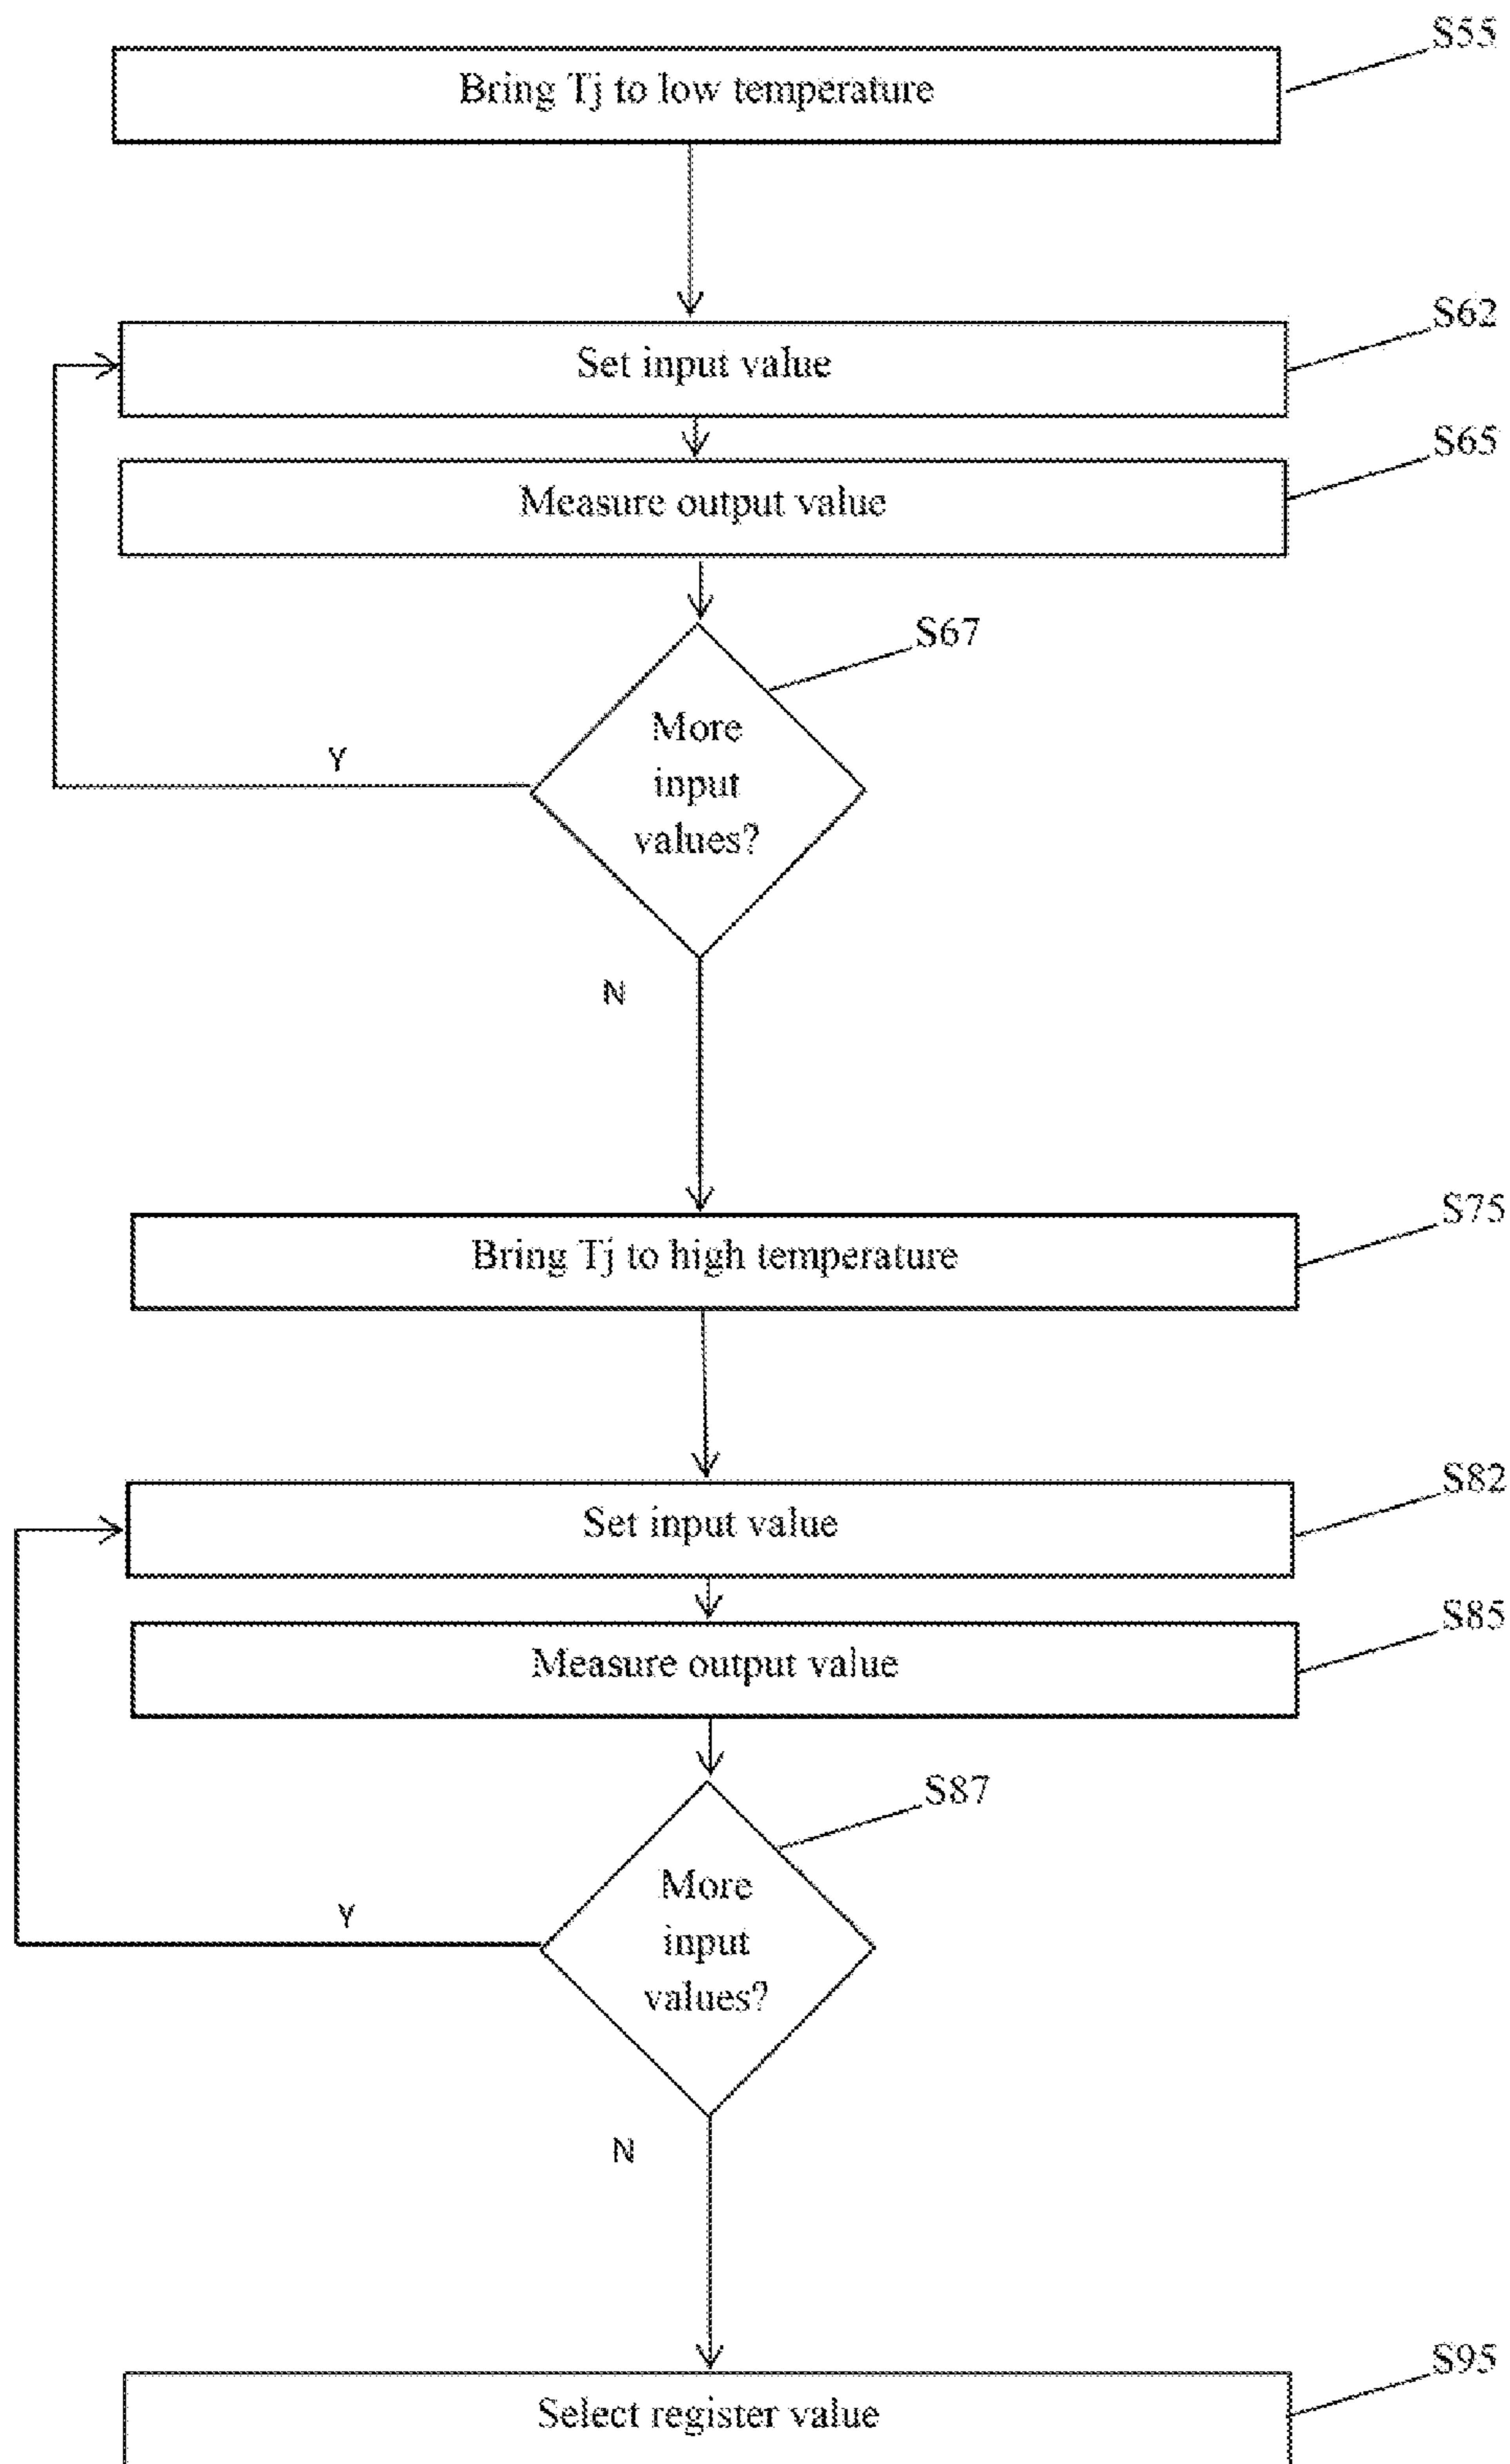 S55
Bring Tj to low temperature
S62
Set input value
S65
Measure output value
S67
More
input
values?
Y
N
S75
Bring Tj to high temperature
S82
Set input value
S85
Measure output value
S87
More
input
values?
Y
N
S95
Select register value